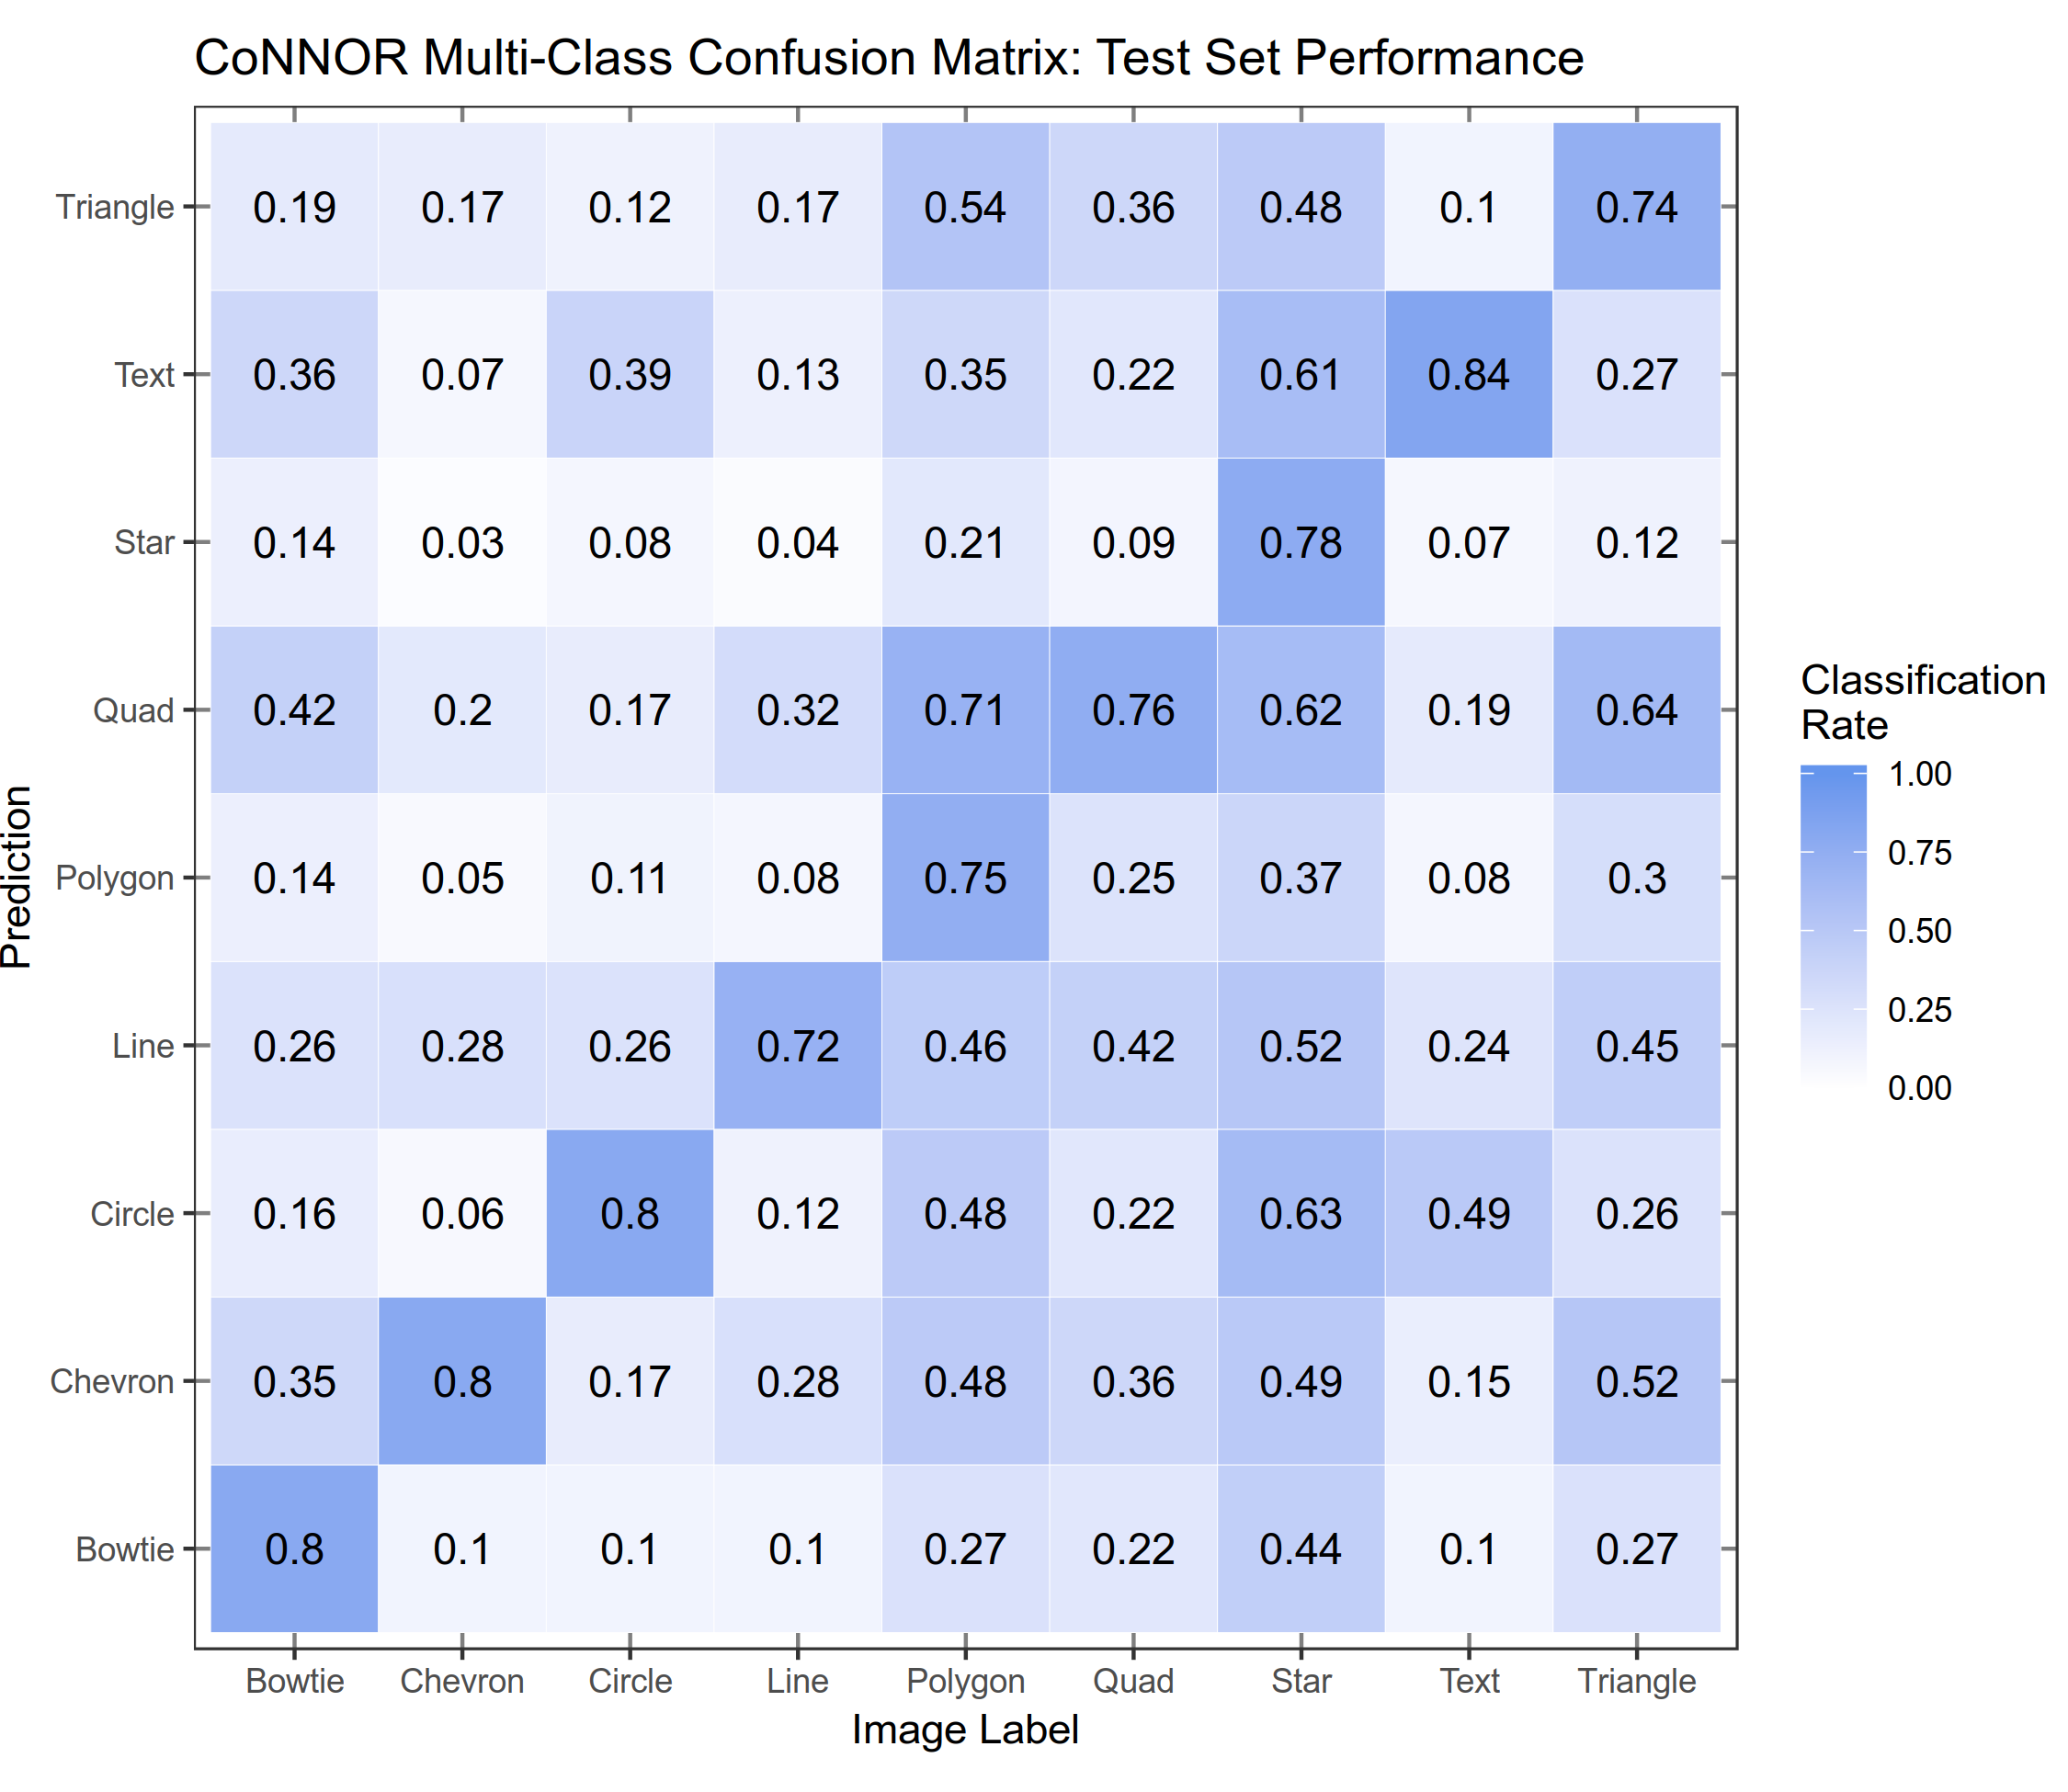 CoNNOR Multi-Class Confusion Matrix: Test Set Performance
Prediction
Triangle 0.19 0.17 0.12 0.17 0.54 0.36 0.48 0.1 0.74
Text 0.36 0.07 0.39 0.13 0.35 0.22 0.61 0.84 0.27
Star 0.14 0.03 0.08 0.04 0.21 0.09 0.78 0.07 0.12
Quad 0.42 0.2 0.17 0.32 0.71 0.76 0.62 0.19 0.64
Polygon 0.14 0.05 0.11 0.08 0.75 0.25 0.37 0.08 0.3
Line 0.26 0.28 0.26 0.72 0.46 0.42 0.52 0.24 0.45
Circle 0.16 0.06 0.8 0.12 0.48 0.22 0.63 0.49 0.26
Chevron 0.35 0.8 0.17 0.28 0.48 0.36 0.49 0.15 0.52
Bowtie 0.8 0.1 0.1 0.1 0.27 0.22 0.44 0.1 0.27
Bowtie Chevron Circle Line Polygon Quad Star Text Triangle
Image Label
Classification
Rate
1.00
0.75
0.50
0.25
0.00